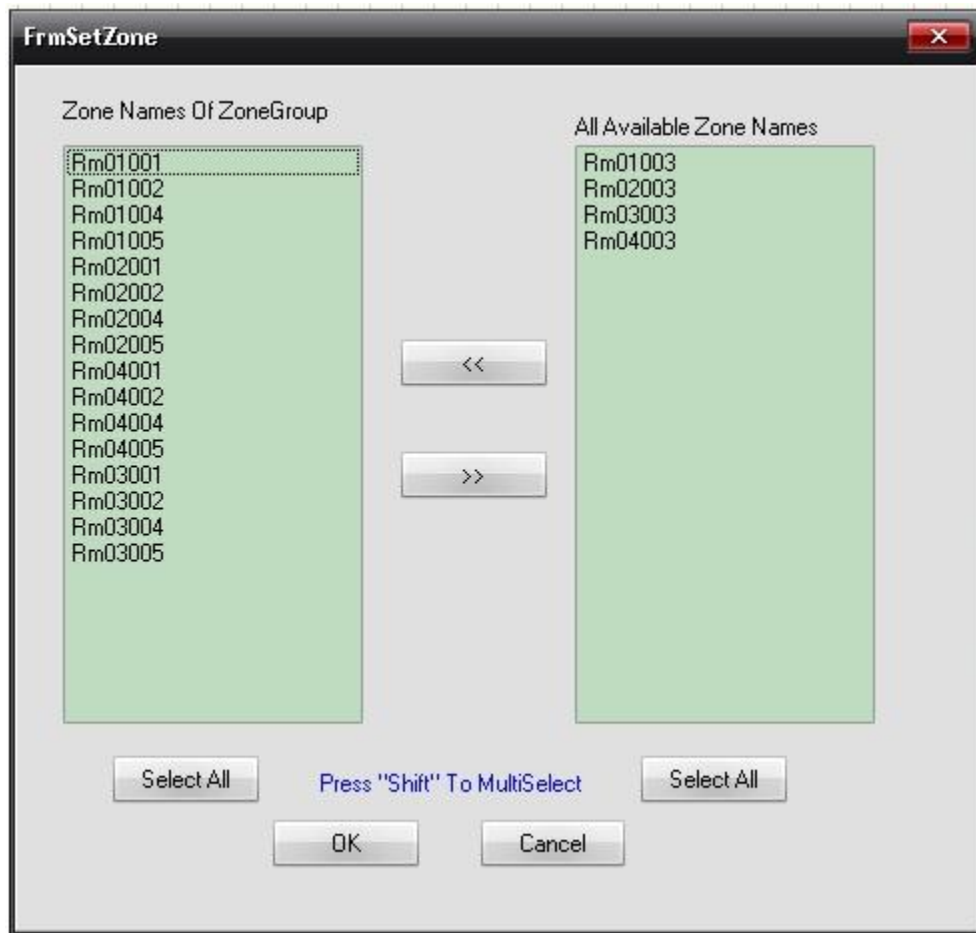 FrmSetZone
Zone Names Of ZoneGroup
All Available Zone Names
Rm01001
Rm01002
Rm01004
Rm01005
Rm02001
Rm02002
Rm02004
Rm02005
Rm04001
Rm04002
Rm04004
Rm04005
Rm03001
Rm03002
Rm03004
Rm03005
<<
>>
Rm01003
Rm02003
Rm03003
Rm04003
Select All
Press "Shift" To MultiSelect
Select All
OK
Cancel